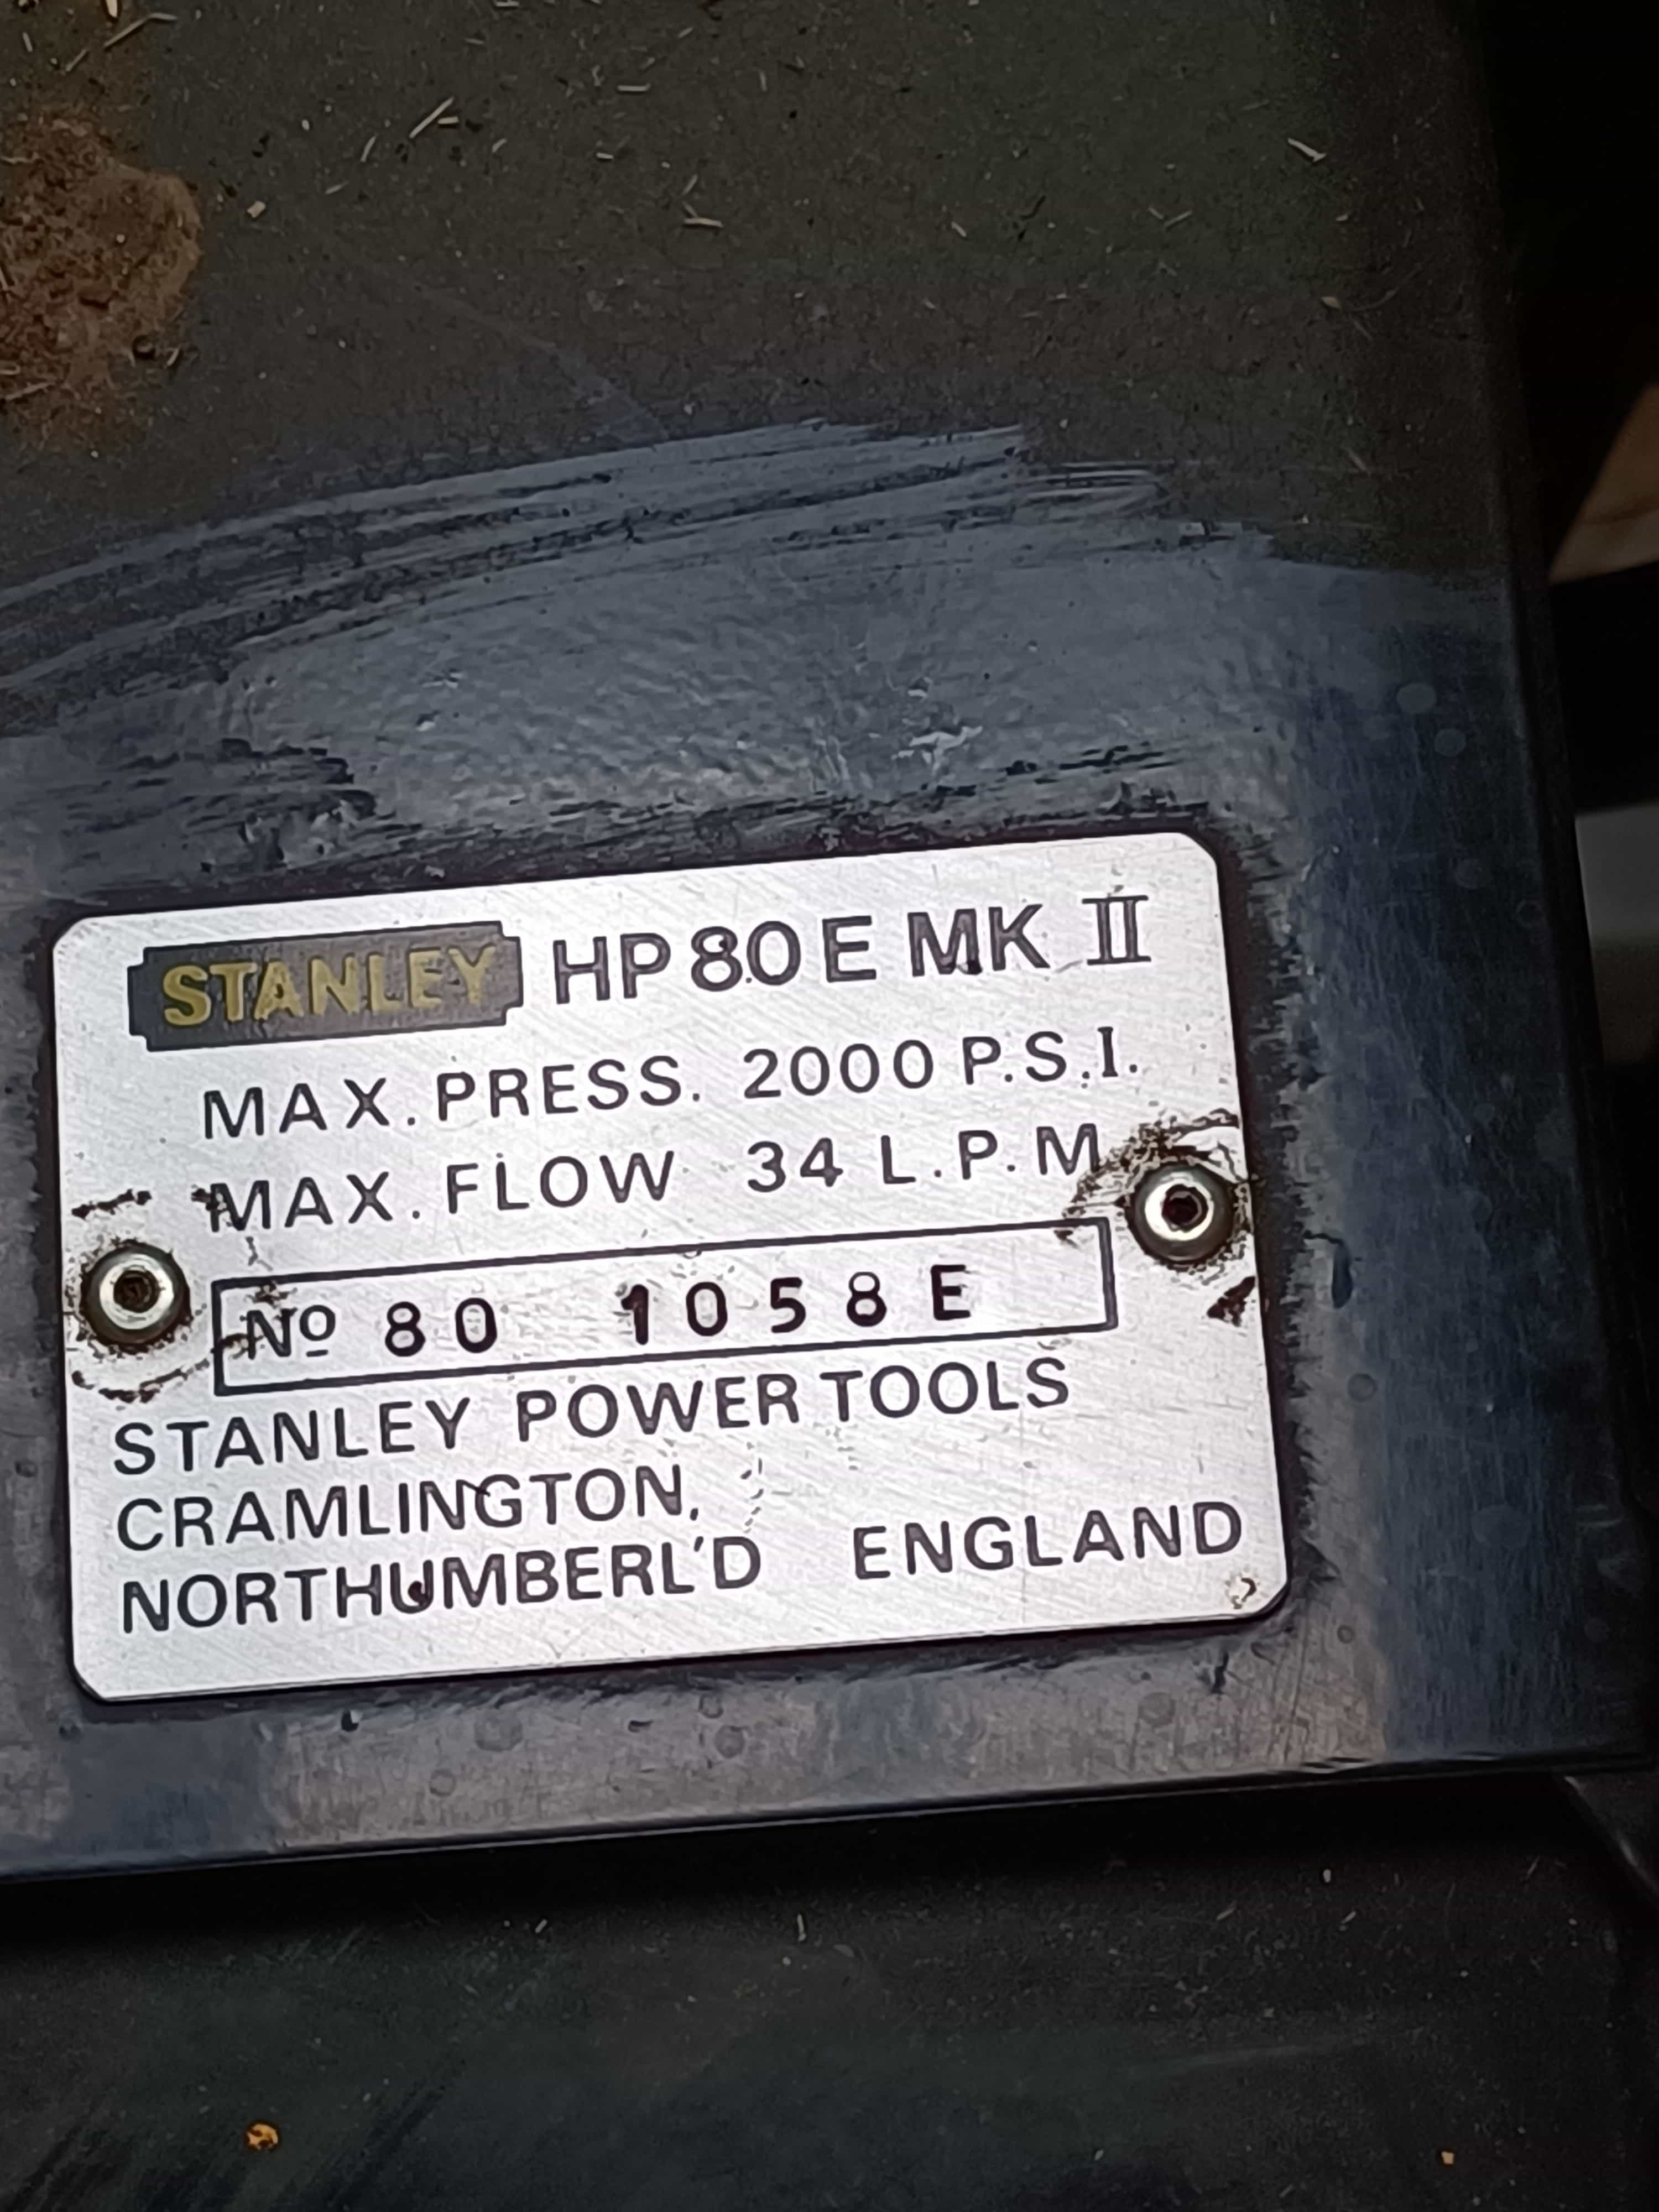 STANLEY HP 80 E MK II
MAX. PRESS. 2000 P.S.I.
MAX. FLOW 34 L.P.M
Nº 80 1058E
STANLEY POWER TOOLS
CRAMLINGTON,
NORTHUMBERL'D ENGLAND